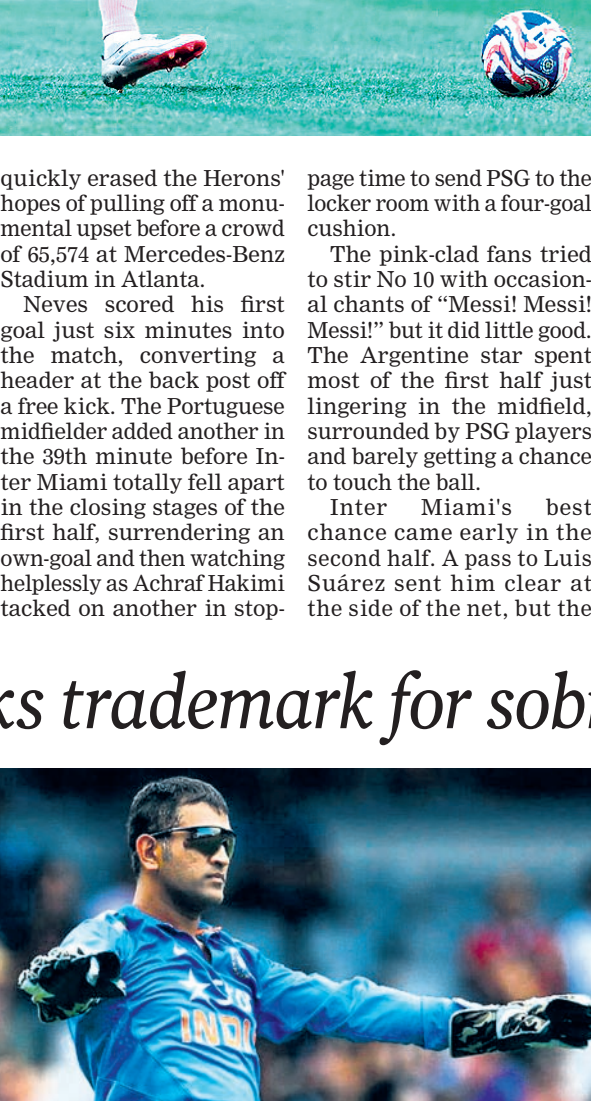 quickly erased the Herons'
hopes of pulling off a monu-
mental upset before a crowd
of 65,574 at Mercedes-Benz
Stadium in Atlanta.
Neves scored his first
goal just six minutes into
the match, converting a
header at the back post off
a free kick. The Portuguese
midfielder added another in
the 39th minute before In-
ter Miami totally fell apart
in the closing stages of the
first half, surrendering an
own-goal and then watching
helplessly as Achraf Hakimi
tacked on another in stop-
page time to send PSG to the
locker room with a four-goal
cushion.
The pink-clad fans tried
to stir No 10 with occasion-
al chants of “Messi! Messi!
Messi!” but it did little good.
The Argentine star spent
most of the first half just
lingering in the midfield,
surrounded by PSG players
and barely getting a chance
to touch the ball.
Inter Miami's best
chance came early in the
second half. A pass to Luis
Suárez sent him clear at
the side of the net, but the
ks trademark for sob
INDI